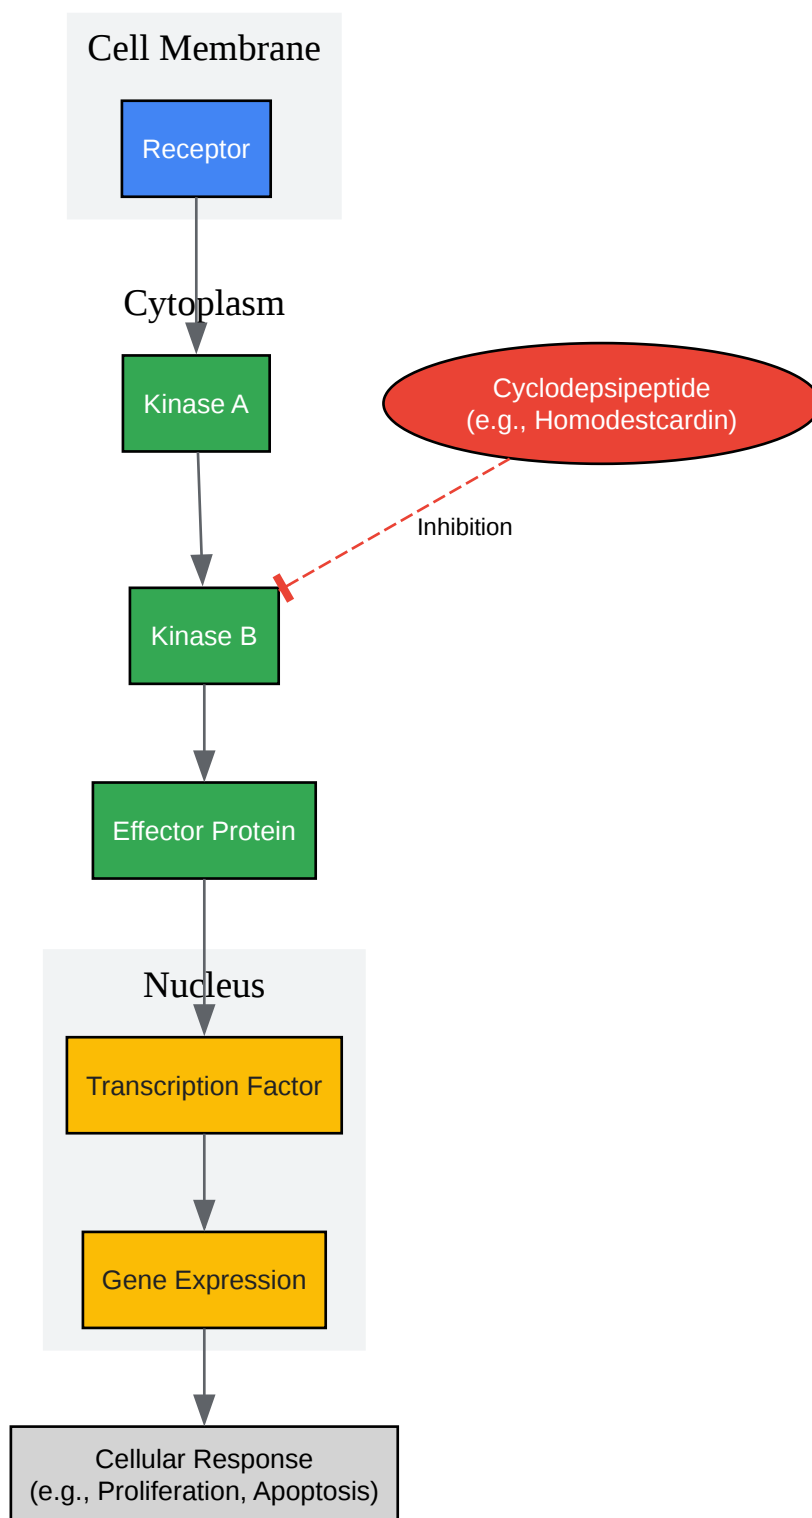 Cell Membrane
Receptor
Cytoplasm
Kinase A
Cyclodepsipeptide
(e.g., Homodestcardin)
Inhibition
Kinase B
Effector Protein
Nucleus
Transcription Factor
Gene Expression
Cellular Response
(e.g., Proliferation, Apoptosis)